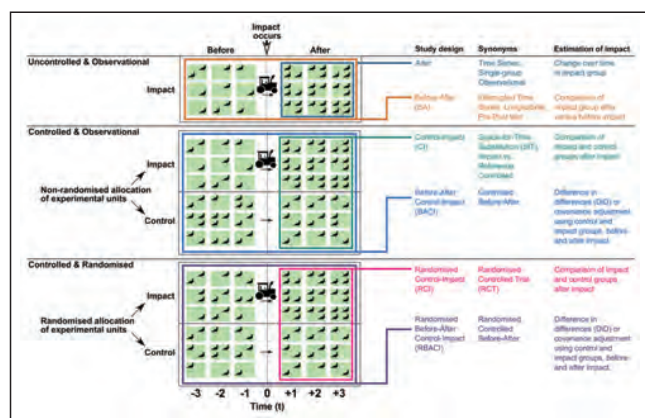 Impact
occurs
Before
After
Study design
Synonyms
Estimation of impact
Uncontrolled & Observational
Impact
After
Time Series,
Single-group
Observational
Change over time
in impact group
Before-After
(BA)
Interrupted Time
Series, Longitudinal,
Pre-Post test
Comparison of
impact group after
versus before impact
Controlled & Observational
Impact
Non-randomised allocation
of experimental units
Control
Control-Impact
(CI)
Space-for-Time
Substitution (SfT),
Impact vs.
Reference,
Controlled
Comparison
of impact and control
groups after impact
Before-After
Control-Impact
(BACI)
Controlled
Before-After
Difference in
differences (DID) or
covariance adjustment
using control and
impact groups, before
and after impact
Controlled & Randomised
Impact
Randomised allocation
of experimental units
Control
Randomised
Control-Impact
(RCI)
Randomised
Controlled Trial
(RCT)
Comparison of impact
and control groups
after impact
Randomised
Before-After
Control-Impact
(RBACI)
Randomised
Controlled
Before-After
Difference in
differences (DID) or
covariance adjustment
using control and
impact groups, before
and after impact.
-3 -2 -1 0 +1 +2 +3
Time (t)